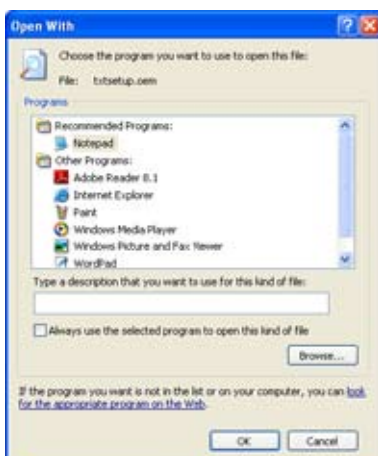 Open With
Choose the program you want to use to open this file:
File: txtsetup.oem
Programs
Recommended Programs:
Notepad
Other Programs:
Adobe Reader 8.1
Internet Explorer
Paint
Windows Media Player
Windows Picture and Fax Viewer
WordPad
Type a description that you want to use for this kind of file:
Always use the selected program to open this kind of file
Browse...
If the program you want is not in the list or on your computer, you can look
for the appropriate program on the Web.
OK
Cancel